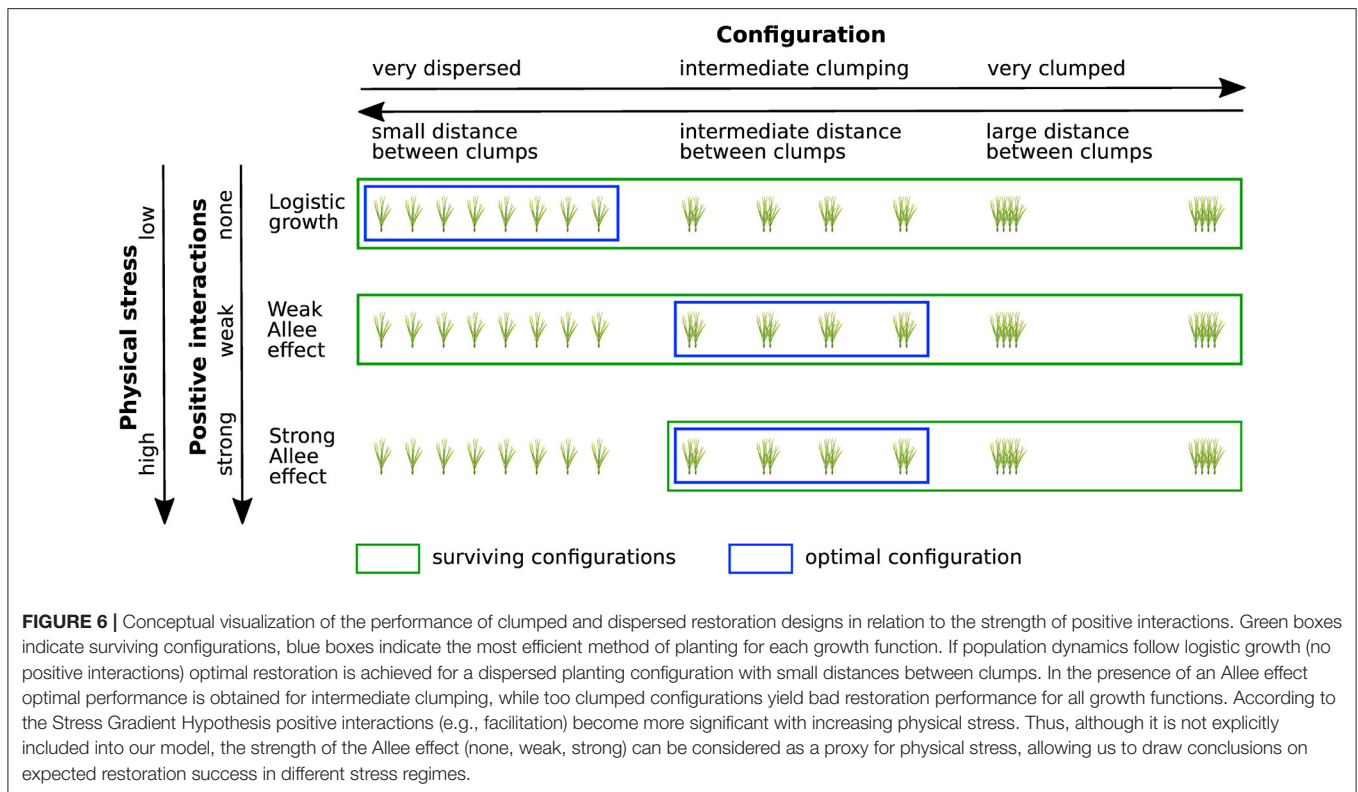 Configuration
very dispersed intermediate clumping very clumped
small distance between clumps intermediate distance between clumps large distance between clumps
Physical stress
low
high
Positive interactions
none
weak
strong
Logistic growth
Weak Allee effect
Strong Allee effect
surviving configurations optimal configuration
FIGURE 6 | Conceptual visualization of the performance of clumped and dispersed restoration designs in relation to the strength of positive interactions. Green boxes
indicate surviving configurations, blue boxes indicate the most efficient method of planting for each growth function. If population dynamics follow logistic growth (no
positive interactions) optimal restoration is achieved for a dispersed planting configuration with small distances between clumps. In the presence of an Allee effect
optimal performance is obtained for intermediate clumping, while too clumped configurations yield bad restoration performance for all growth functions. According to
the Stress Gradient Hypothesis positive interactions (e.g., facilitation) become more significant with increasing physical stress. Thus, although it is not explicitly
included into our model, the strength of the Allee effect (none, weak, strong) can be considered as a proxy for physical stress, allowing us to draw conclusions on
expected restoration success in different stress regimes.